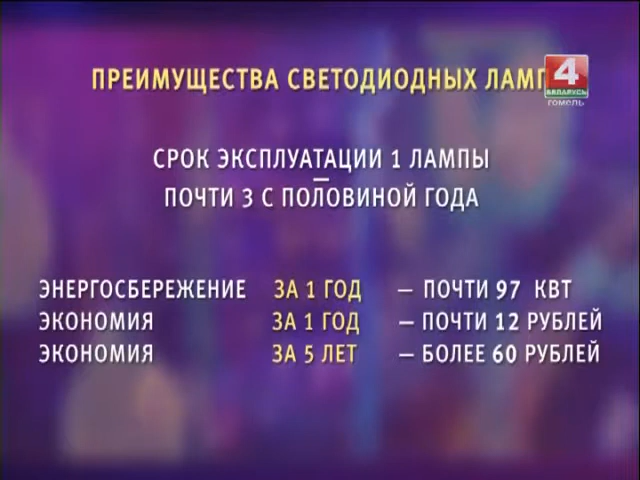 ПРЕИМУЩЕСТВА СВЕТОДИОДНЫХ ЛАМП
4
БЕЛАРУСЬ
ГОМЕЛЬ
СРОК ЭКСПЛУАТАЦИИ 1 ЛАМПЫ
–
ПОЧТИ 3 С ПОЛОВИНОЙ ГОДА
ЭНЕРГОСБЕРЕЖЕНИЕ ЗА 1 ГОД – ПОЧТИ 97 КВТ
ЭКОНОМИЯ ЗА 1 ГОД – ПОЧТИ 12 РУБЛЕЙ
ЭКОНОМИЯ ЗА 5 ЛЕТ – БОЛЕЕ 60 РУБЛЕЙ